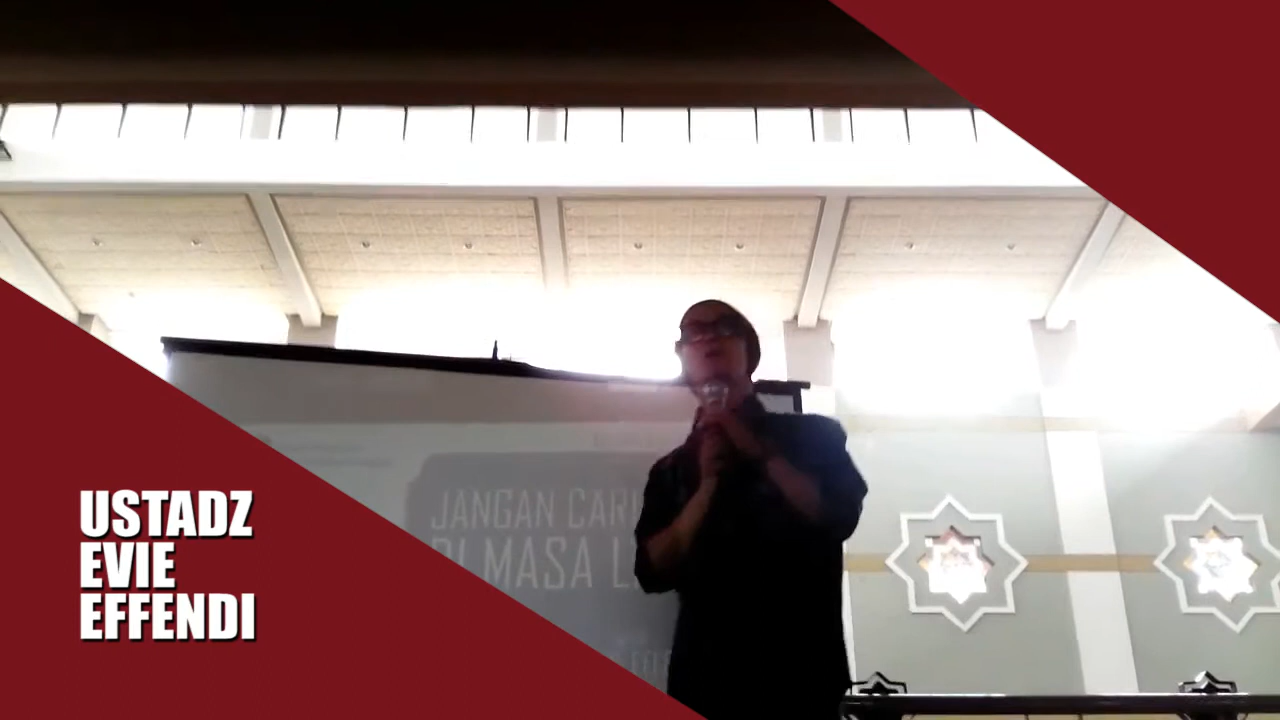 JANGAN CARI
DI MASA
USTADZ
EVIE
EFFENDI